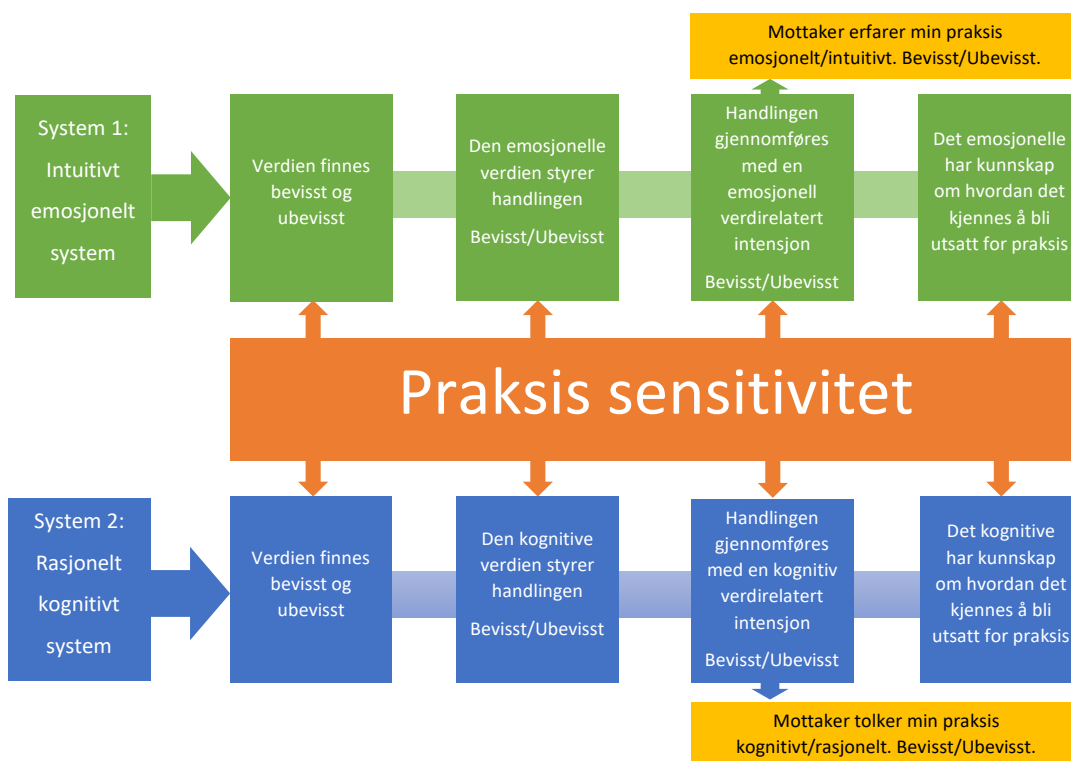 Mottaker erfarer min praksis
emosjonelt/intuitivt. Bevisst/Ubevisst.
System 1:
Intuitivt
emosjonelt
system
Verdien finnes
bevisst og
ubevisst
Den emosjonelle
verdien styrer
handlingen
Bevisst/Ubevisst
Handlingen
gjennomføres
med en
emosjonell
verdirelatert
intensjon
Bevisst/Ubevisst
Det emosjonelle
har kunnskap
om hvordan det
kjennes å bli
utsatt for praksis
Praksis sensitivitet
System 2:
Rasjonelt
kognitivt
system
Verdien finnes
bevisst og
ubevisst
Den kognitive
verdien styrer
handlingen
Bevisst/Ubevisst
Handlingen
gjennomføres
med en kognitiv
verdirelatert
intensjon
Bevisst/Ubevisst
Det kognitive
har kunnskap
om hvordan det
kjennes å bli
utsatt for praksis
Mottaker tolker min praksis
kognitivt/rasjonelt. Bevisst/Ubevisst.